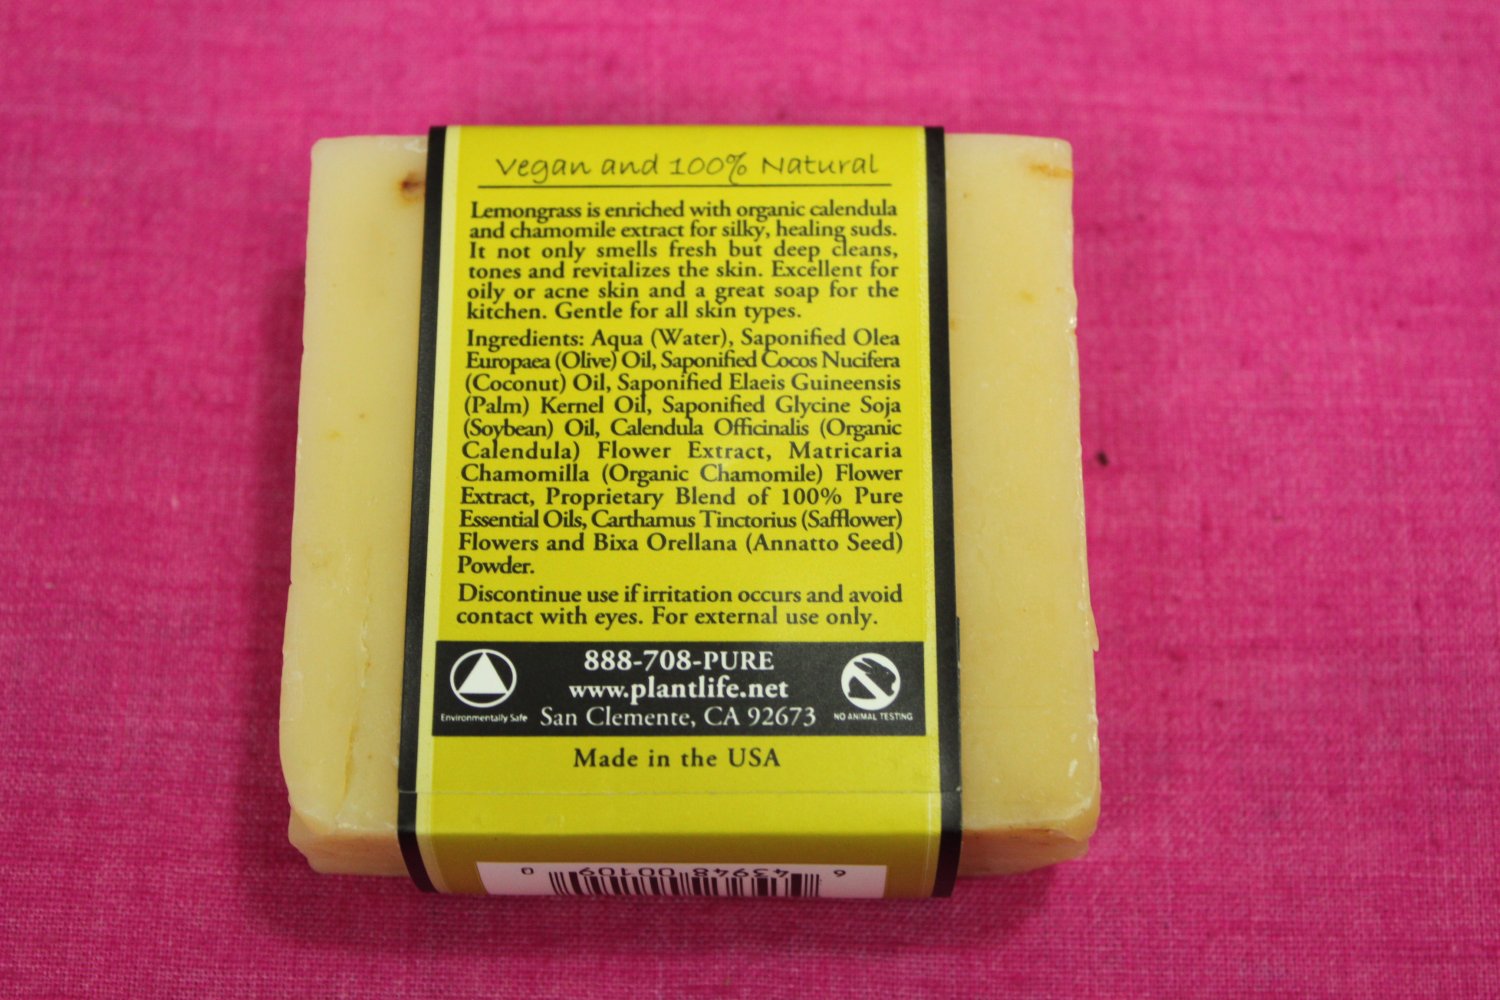 Vegan and 100% Natural
Lemongrass is enriched with organic calendula
and chamomile extract for silky, healing suds.
It not only smells fresh but deep cleans,
tones and revitalizes the skin. Excellent for
oily or acne skin and a great soap for the
kitchen. Gentle for all skin types.
Ingredients: Aqua (Water), Saponified Olea
Europaea (Olive) Oil, Saponified Cocos Nucifera
(Coconut) Oil, Saponified Elaeis Guineensis
(Palm) Kernel Oil, Saponified Glycine Soja
(Soybean) Oil, Calendula Officinalis (Organic
Calendula) Flower Extract, Matricaria
Chamomilla (Organic Chamomile) Flower
Extract, Proprietary Blend of 100% Pure
Essential Oils, Carthamus Tinctorius (Safflower)
Flowers and Bixa Orellana (Annatto Seed)
Powder.
Discontinue use if irritation occurs and avoid
contact with eyes. For external use only.
888-708-PURE
www.plantlife.net
San Clemente, CA 92673
Environmentally Safe
NO ANIMAL TESTING
Made in the USA
6 43948 00109 0